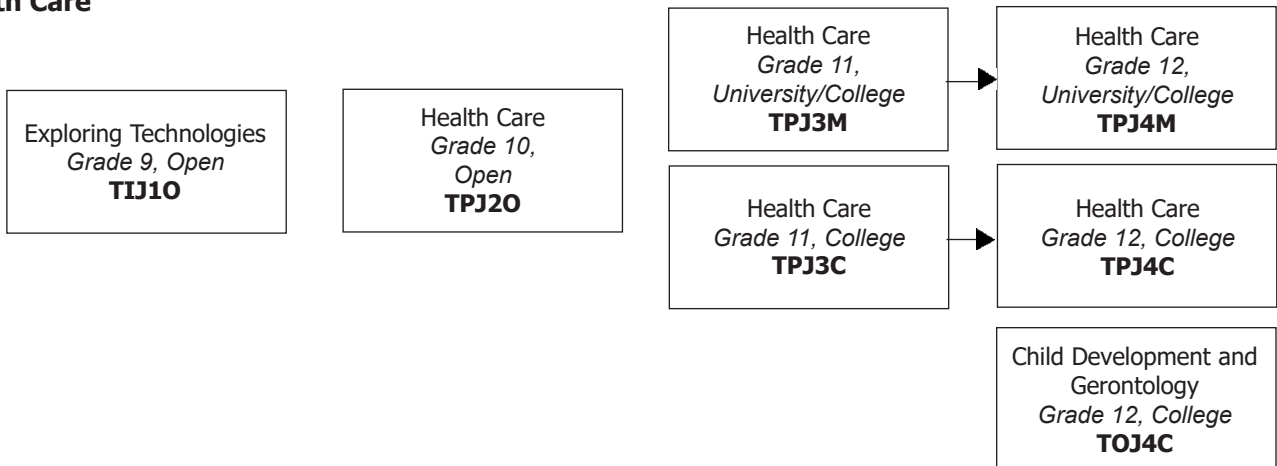 th Care
Exploring Technologies
Grade 9, Open
TIJ1O
Health Care
Grade 10,
Open
TPJ2O
Health Care
Grade 11,
University/College
TPJ3M
Health Care
Grade 12,
University/College
TPJ4M
Health Care
Grade 11, College
TPJ3C
Health Care
Grade 12, College
TPJ4C
Child Development and
Gerontology
Grade 12, College
TOJ4C